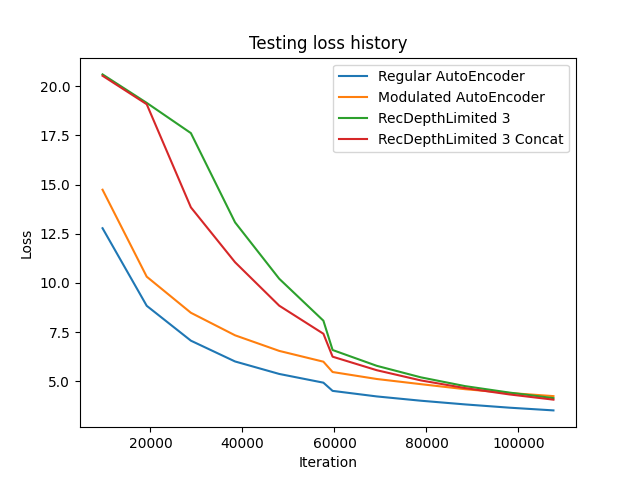 Testing loss history
Regular AutoEncoder
Modulated AutoEncoder
RecDepthLimited 3
RecDepthLimited 3 Concat
20.0
17.5
15.0
12.5
10.0
7.5
5.0
Loss
20000 40000 60000 80000 100000
Iteration